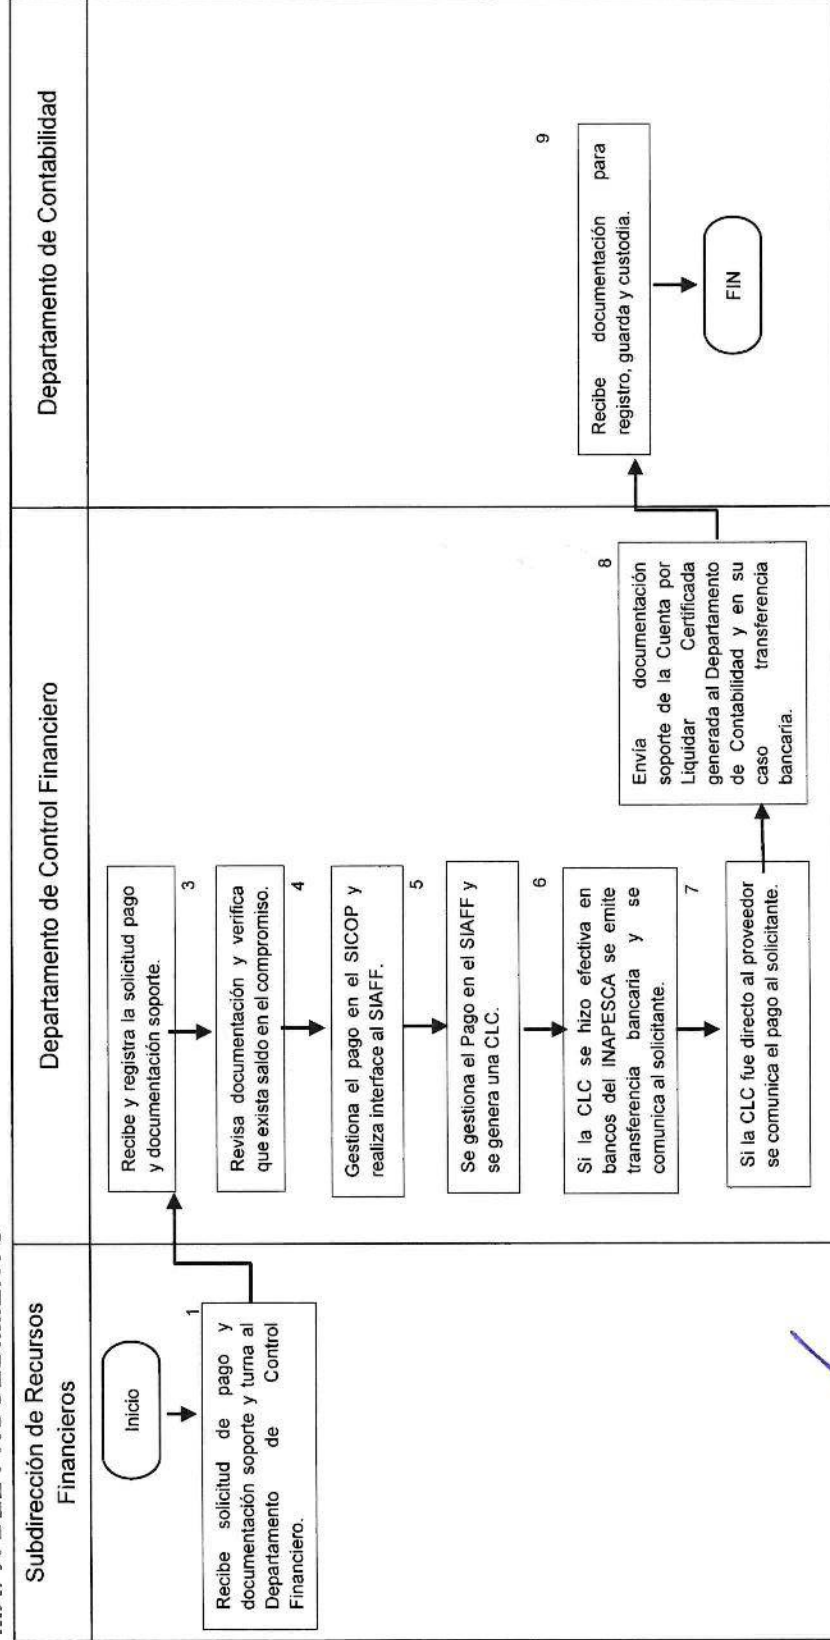 Subdirección de Recursos
Financieros
Departamento de Control Financiero
Departamento de Contabilidad
Inicio
1
Recibe solicitud de pago y
documentación soporte y turna al
Departamento de Control
Financiero.
Recibe y registra la solicitud pago
y documentación soporte.
3
Revisa documentación y verifica
que exista saldo en el compromiso.
4
Gestiona el pago en el SICOP y
realiza interface al SIAFF.
5
Se gestiona el Pago en el SIAFF y
se genera una CLC.
6
Si la CLC se hizo efectiva en
bancos del INAPESCA se emite
transferencia bancaria y se
comunica al solicitante.
7
Si la CLC fue directo al proveedor
se comunica el pago al solicitante.
8
Envía documentación
soporte de la Cuenta por
Liquidar Certificada
generada al Departamento
de Contabilidad y en su
caso transferencia
bancaria.
9
Recibe documentación para
registro, guarda y custodia.
FIN